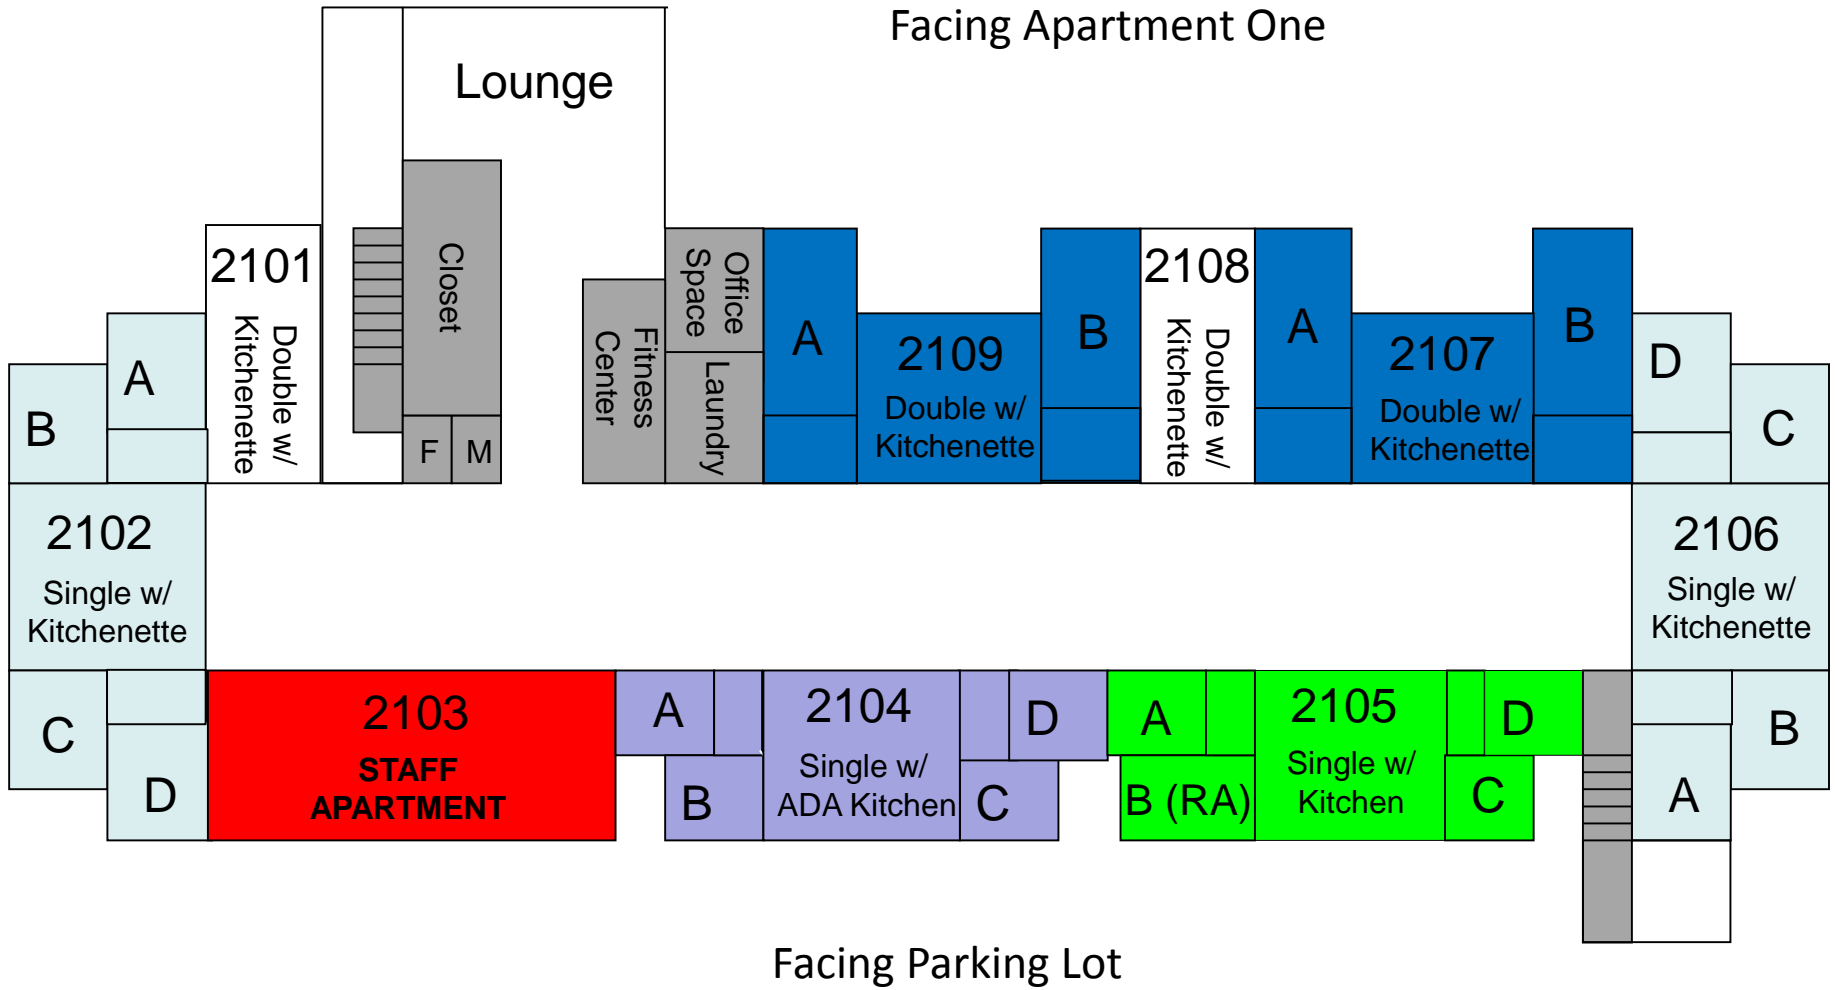 Facing Apartment One
Lounge
2101
Double w/
Kitchenette
Closet
F
M
Office
Space
Fitness
Center
Laundry
A
2109
Double w/
Kitchenette
B
2108
Double w/
Kitchenette
A
2107
Double w/
Kitchenette
B
A
B
2102
Single w/
Kitchenette
C
D
D
C
2106
Single w/
Kitchenette
B
A
2103
STAFF
APARTMENT
A
B
2104
Single w/
ADA Kitchen
D
C
A
B (RA)
2105
Single w/
Kitchen
D
C
Facing Parking Lot